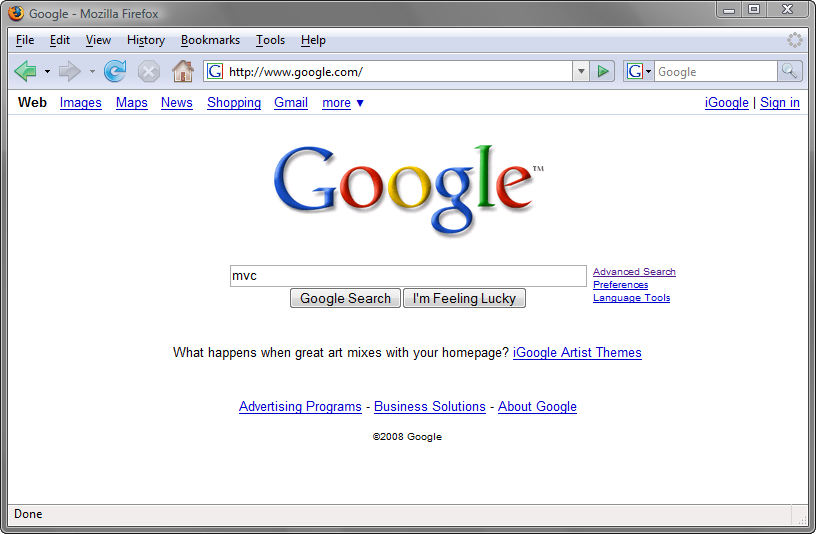 Google - Mozilla Firefox
File Edit View History Bookmarks Tools Help
http://www.google.com/ Google
Web Images Maps News Shopping Gmail more ▼ iGoogle | Sign in
Google™
mvc Advanced Search
Preferences
Google Search I'm Feeling Lucky Language Tools
What happens when great art mixes with your homepage? iGoogle Artist Themes
Advertising Programs - Business Solutions - About Google
©2008 Google
Done